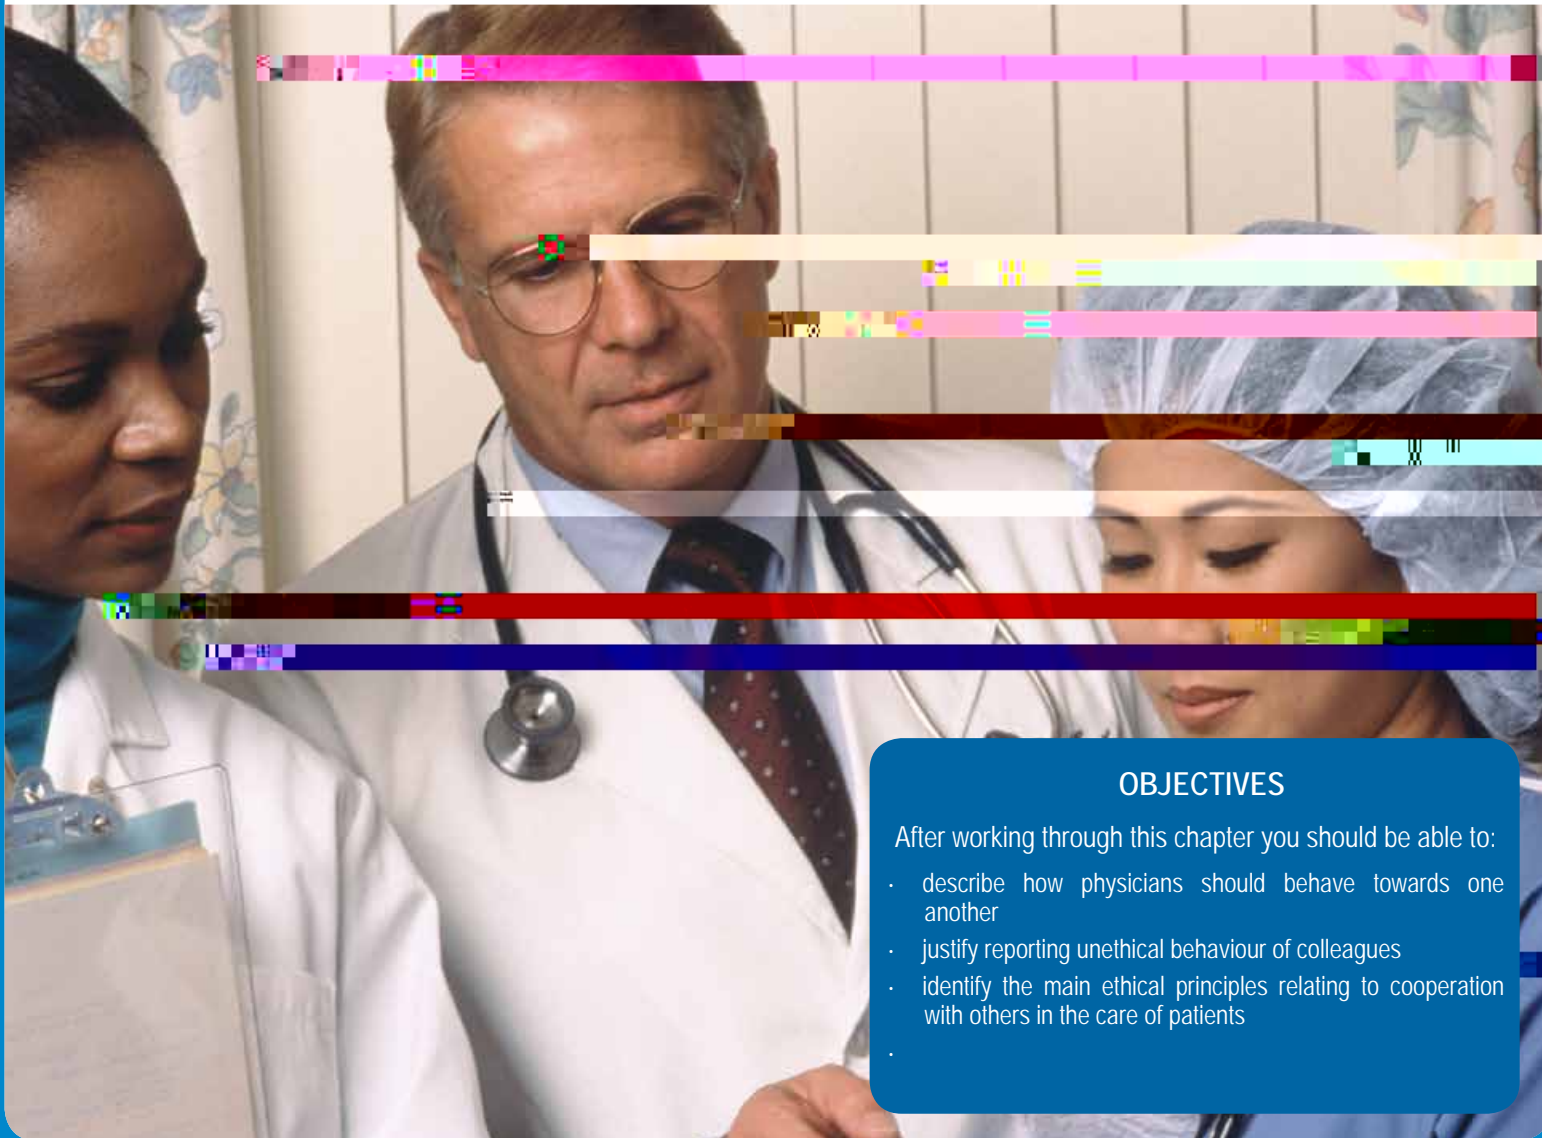 OBJECTIVES
After working through this chapter you should be able to:
· describe how physicians should behave towards one
another
· justify reporting unethical behaviour of colleagues
· identify the main ethical principles relating to cooperation
with others in the care of patients
·